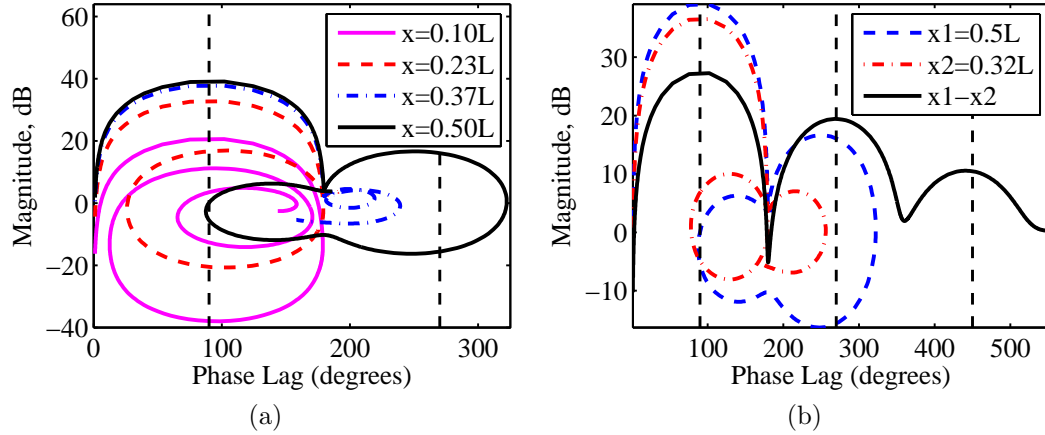 60
40
20
0
−20
−40
0
100
200
300
Magnitude, dB
Phase Lag (degrees)
x=0.10L
x=0.23L
x=0.37L
x=0.50L
(a)
30
20
10
0
−10
100
200
300
400
500
Magnitude, dB
Phase Lag (degrees)
x1=0.5L
x2=0.32L
x1−x2
(b)